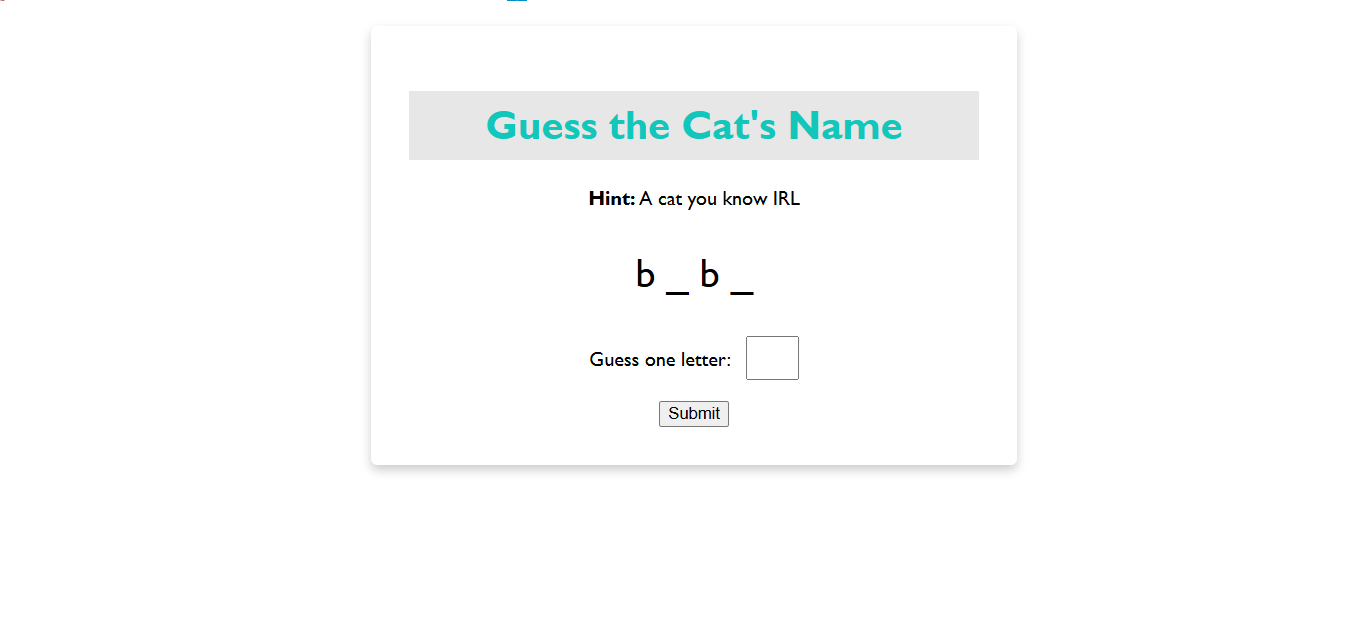 Guess the Cat's Name
Hint: A cat you know IRL
b _ b _
Guess one letter:
Submit